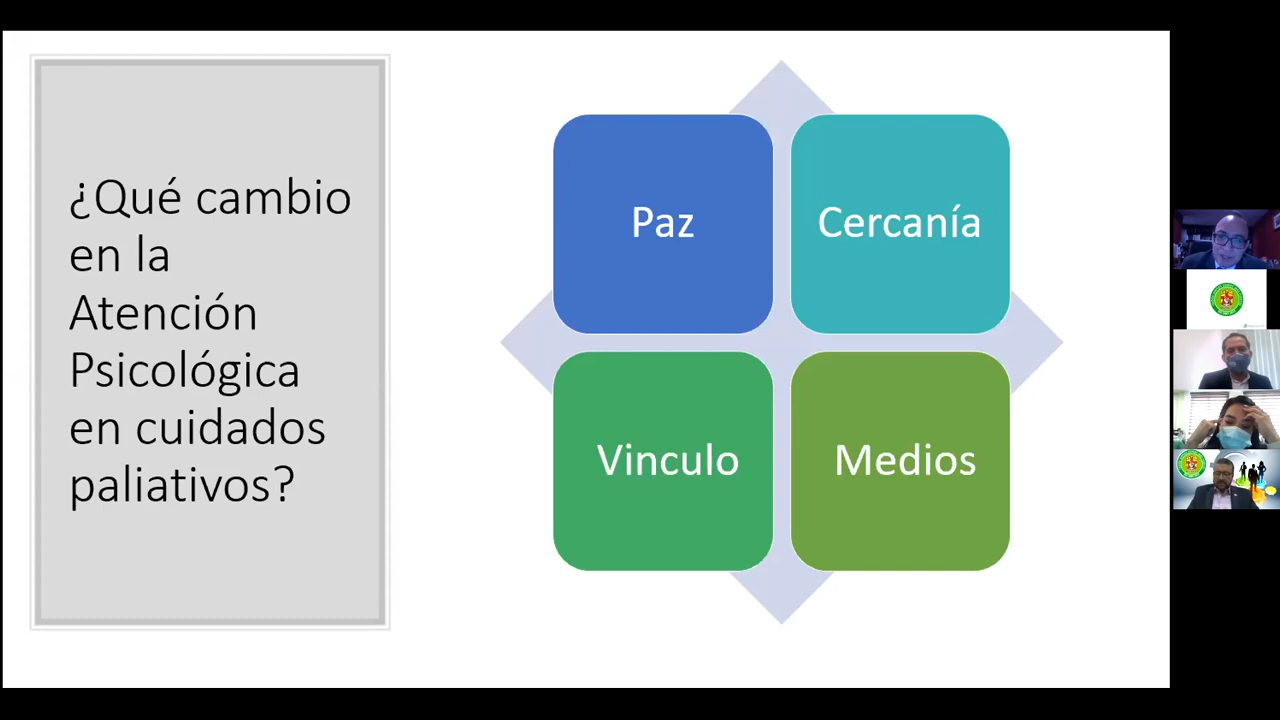 ¿Qué cambio
en la
Atención
Psicológica
en cuidados
paliativos?
Paz
Cercanía
Vinculo
Medios